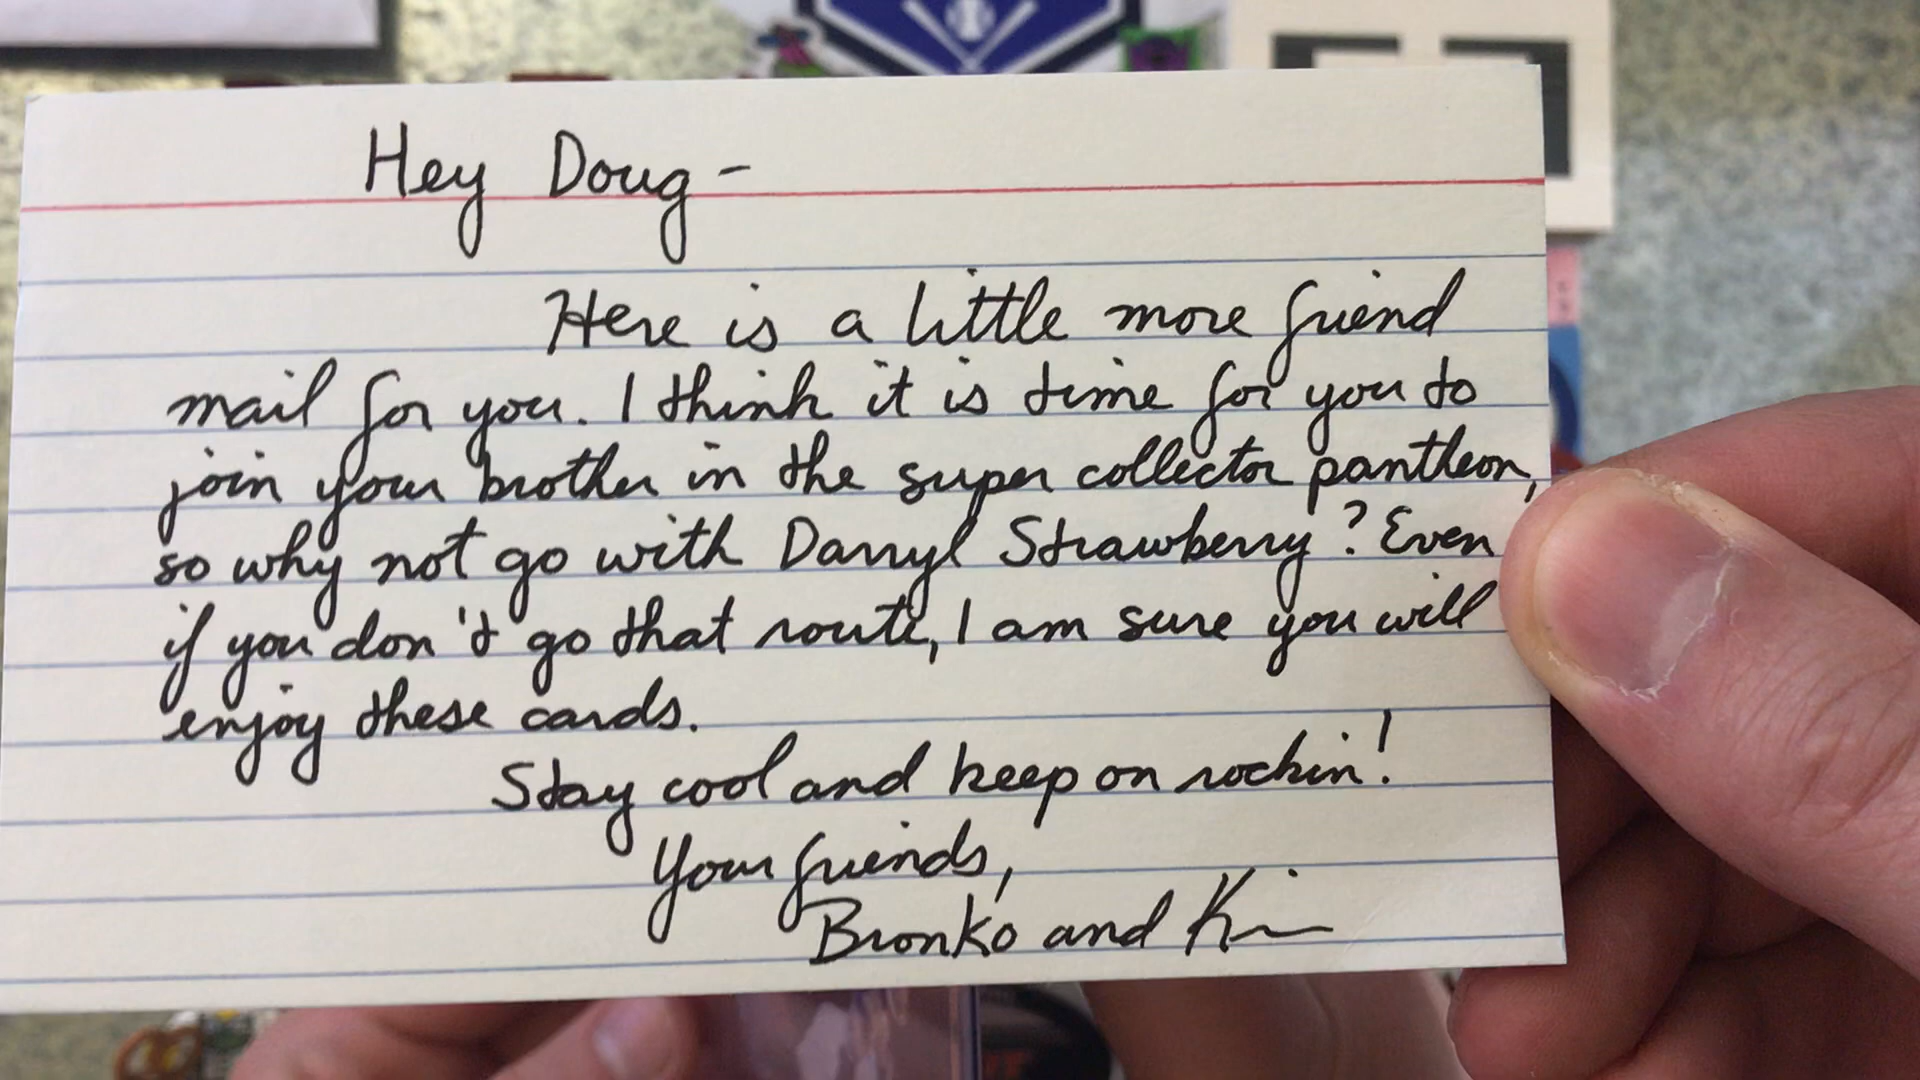 Hey Doug -
Here is a little more friend
mail for you. I think it is time for you to
join your brother in the super collector pantheon,
so why not go with Darryl Strawberry? Even
if you don't go that route, I am sure you will
enjoy these cards.
Stay cool and keep on rockin'!
Your friends,
Bronko and Kim